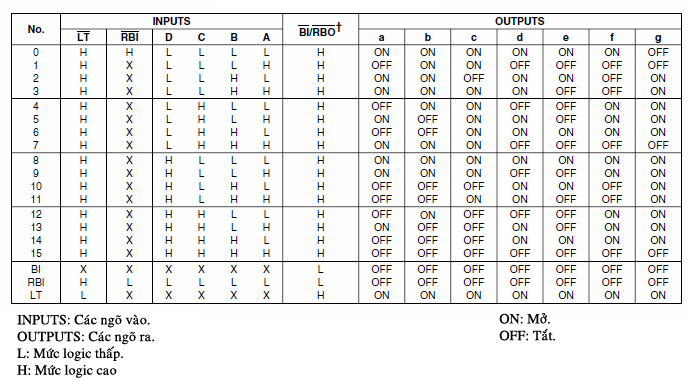 No. INPUTS BI/RBO† OUTPUTS
LT RBI D C B A a b c d e f g
0 H H L L L L H ON ON ON ON ON ON OFF
1 H X L L L H H OFF ON ON OFF OFF OFF OFF
2 H X L L H L H ON ON OFF ON ON OFF ON
3 H X L L H H H ON ON ON ON OFF OFF ON
4 H X L H L L H OFF ON ON OFF OFF ON ON
5 H X L H L H H ON OFF ON ON OFF ON ON
6 H X L H H L H OFF OFF ON ON ON ON ON
7 H X L H H H H ON ON ON OFF OFF OFF OFF
8 H X H L L L H ON ON ON ON ON ON ON
9 H X H L L H H ON ON ON OFF OFF ON ON
10 H X H L H L H OFF OFF OFF ON ON OFF ON
11 H X H L H H H OFF OFF ON ON OFF OFF ON
12 H X H H L L H OFF ON OFF OFF OFF ON ON
13 H X H H L H H ON OFF OFF ON OFF ON ON
14 H X H H H L H OFF OFF OFF ON ON ON ON
15 H X H H H H H OFF OFF OFF OFF OFF OFF OFF
BI X X X X X X L OFF OFF OFF OFF OFF OFF OFF
RBI H L L L L L L OFF OFF OFF OFF OFF OFF OFF
LT L X X X X X H ON ON ON ON ON ON ON
INPUTS: Các ngõ vào.
OUTPUTS: Các ngõ ra.
L: Mức logic thấp.
H: Mức logic cao
ON: Mở.
OFF: Tắt.